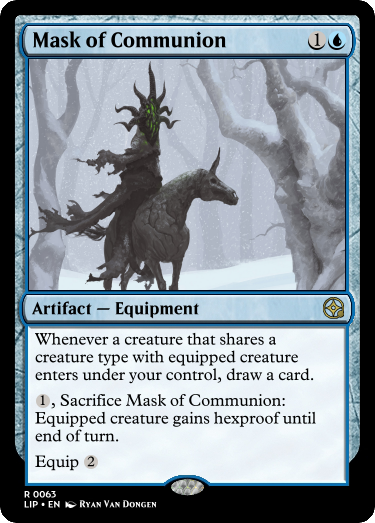 Mask of Communion 1
Artifact — Equipment
Whenever a creature that shares a
creature type with equipped creature
enters under your control, draw a card.
1, Sacrifice Mask of Communion:
Equipped creature gains hexproof until
end of turn.
Equip 2
R 0063
LIP • EN Ryan Van Dongen